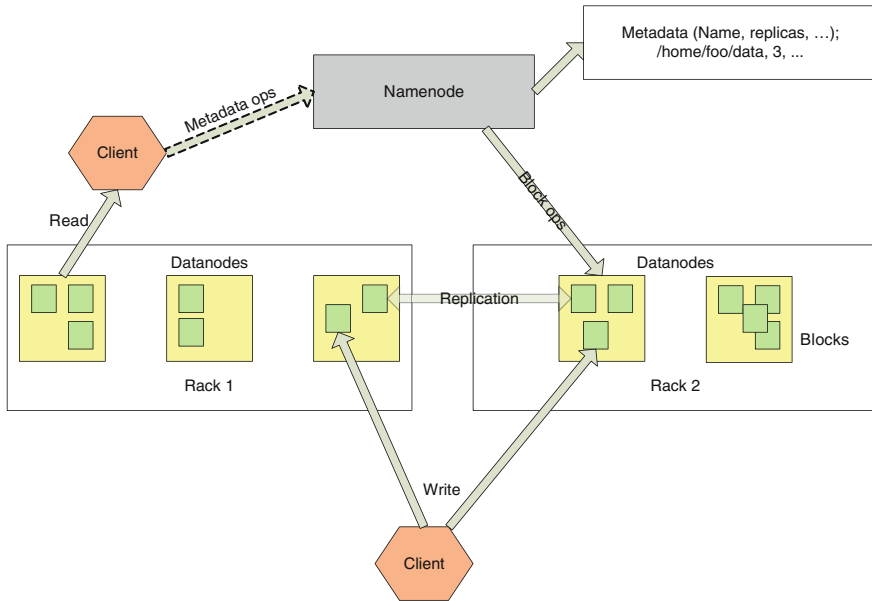 Metadata (Name, replicas, …);
/home/foo/data, 3, ...
Namenode
Metadata ops
Client
Block ops
Read
Datanodes
Datanodes
Replication
Blocks
Rack 1
Rack 2
Write
Client